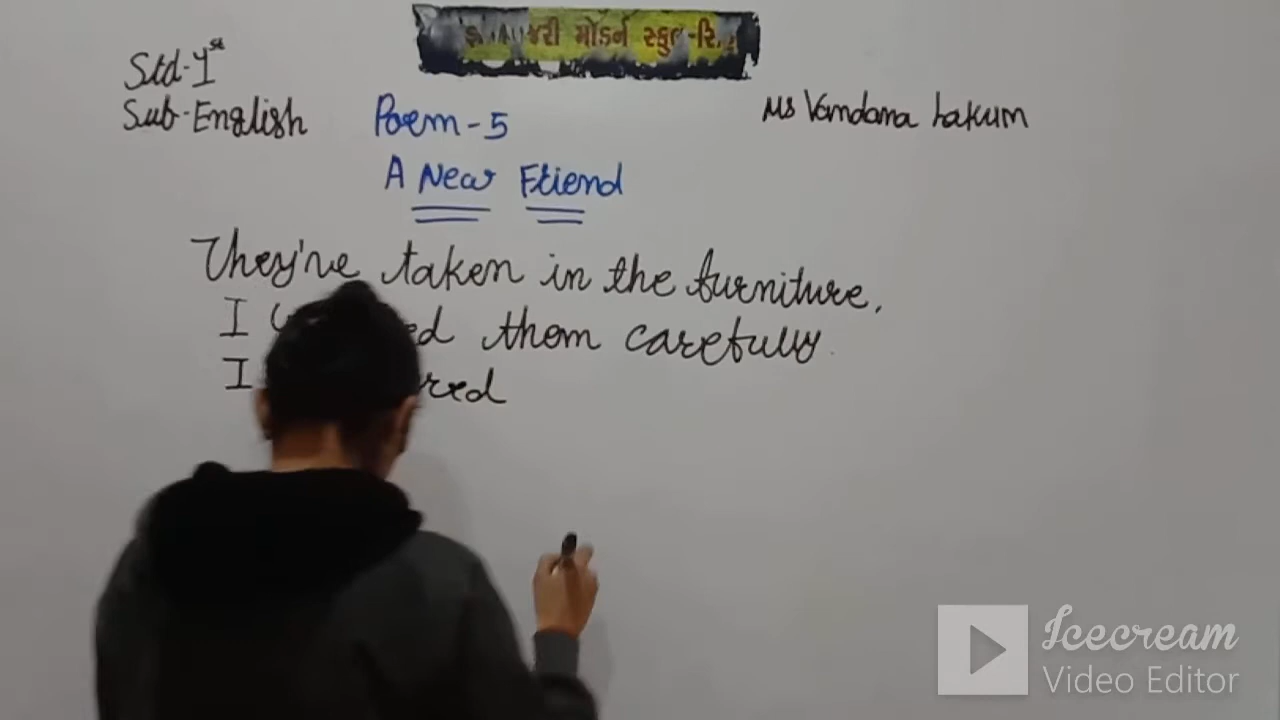 મોડર્ન સ્કુલ
Std-1st
Sub-English
Poem-5
Ms Vandana Lakum
A New Friend
They've taken in the furniture,
I them carefully.
I
Icecream
Video Editor